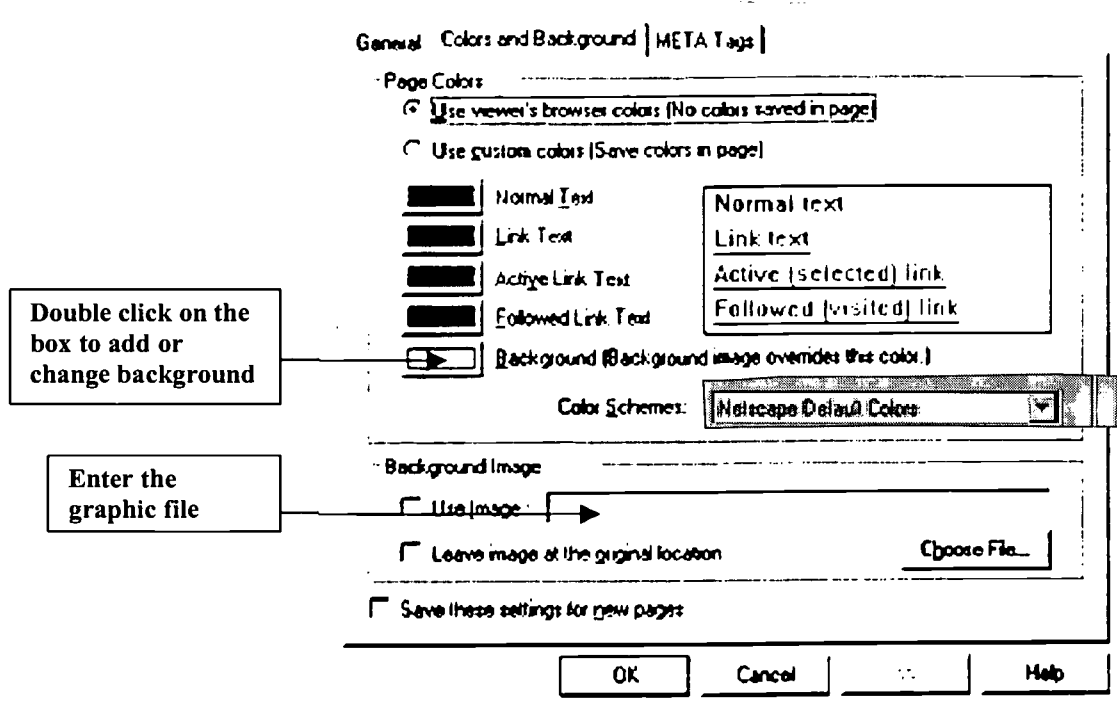 General Colors and Background META Tags
Page Colors
Use viewer's browser colors (No colors saved in page)
Use custom colors (Save colors in page)
Normal Text
Link Text
Active Link Text
Followed Link Text
Normal text
Link text
Active (selected) link
Followed (visited) link
Double click on the
box to add or
change background
Background (Background image overrides this color.)
Color Schemes: Netscape Default Colors
Background Image
Enter the
graphic file
Use Image :
Leave image at the original location
Choose File...
Save these settings for new pages
OK Cancel Help